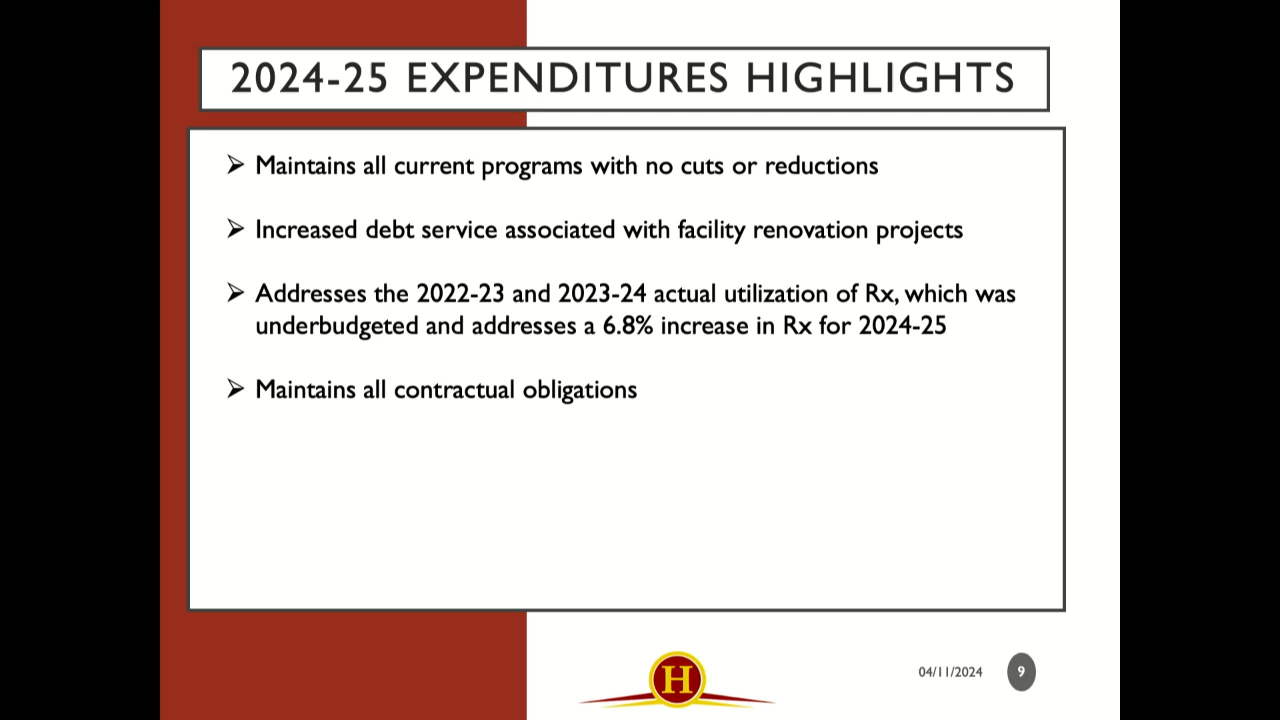 2024-25 EXPENDITURES HIGHLIGHTS
➢ Maintains all current programs with no cuts or reductions
➢ Increased debt service associated with facility renovation projects
➢ Addresses the 2022-23 and 2023-24 actual utilization of Rx, which was
underbudgeted and addresses a 6.8% increase in Rx for 2024-25
➢ Maintains all contractual obligations
H
04/11/2024 9